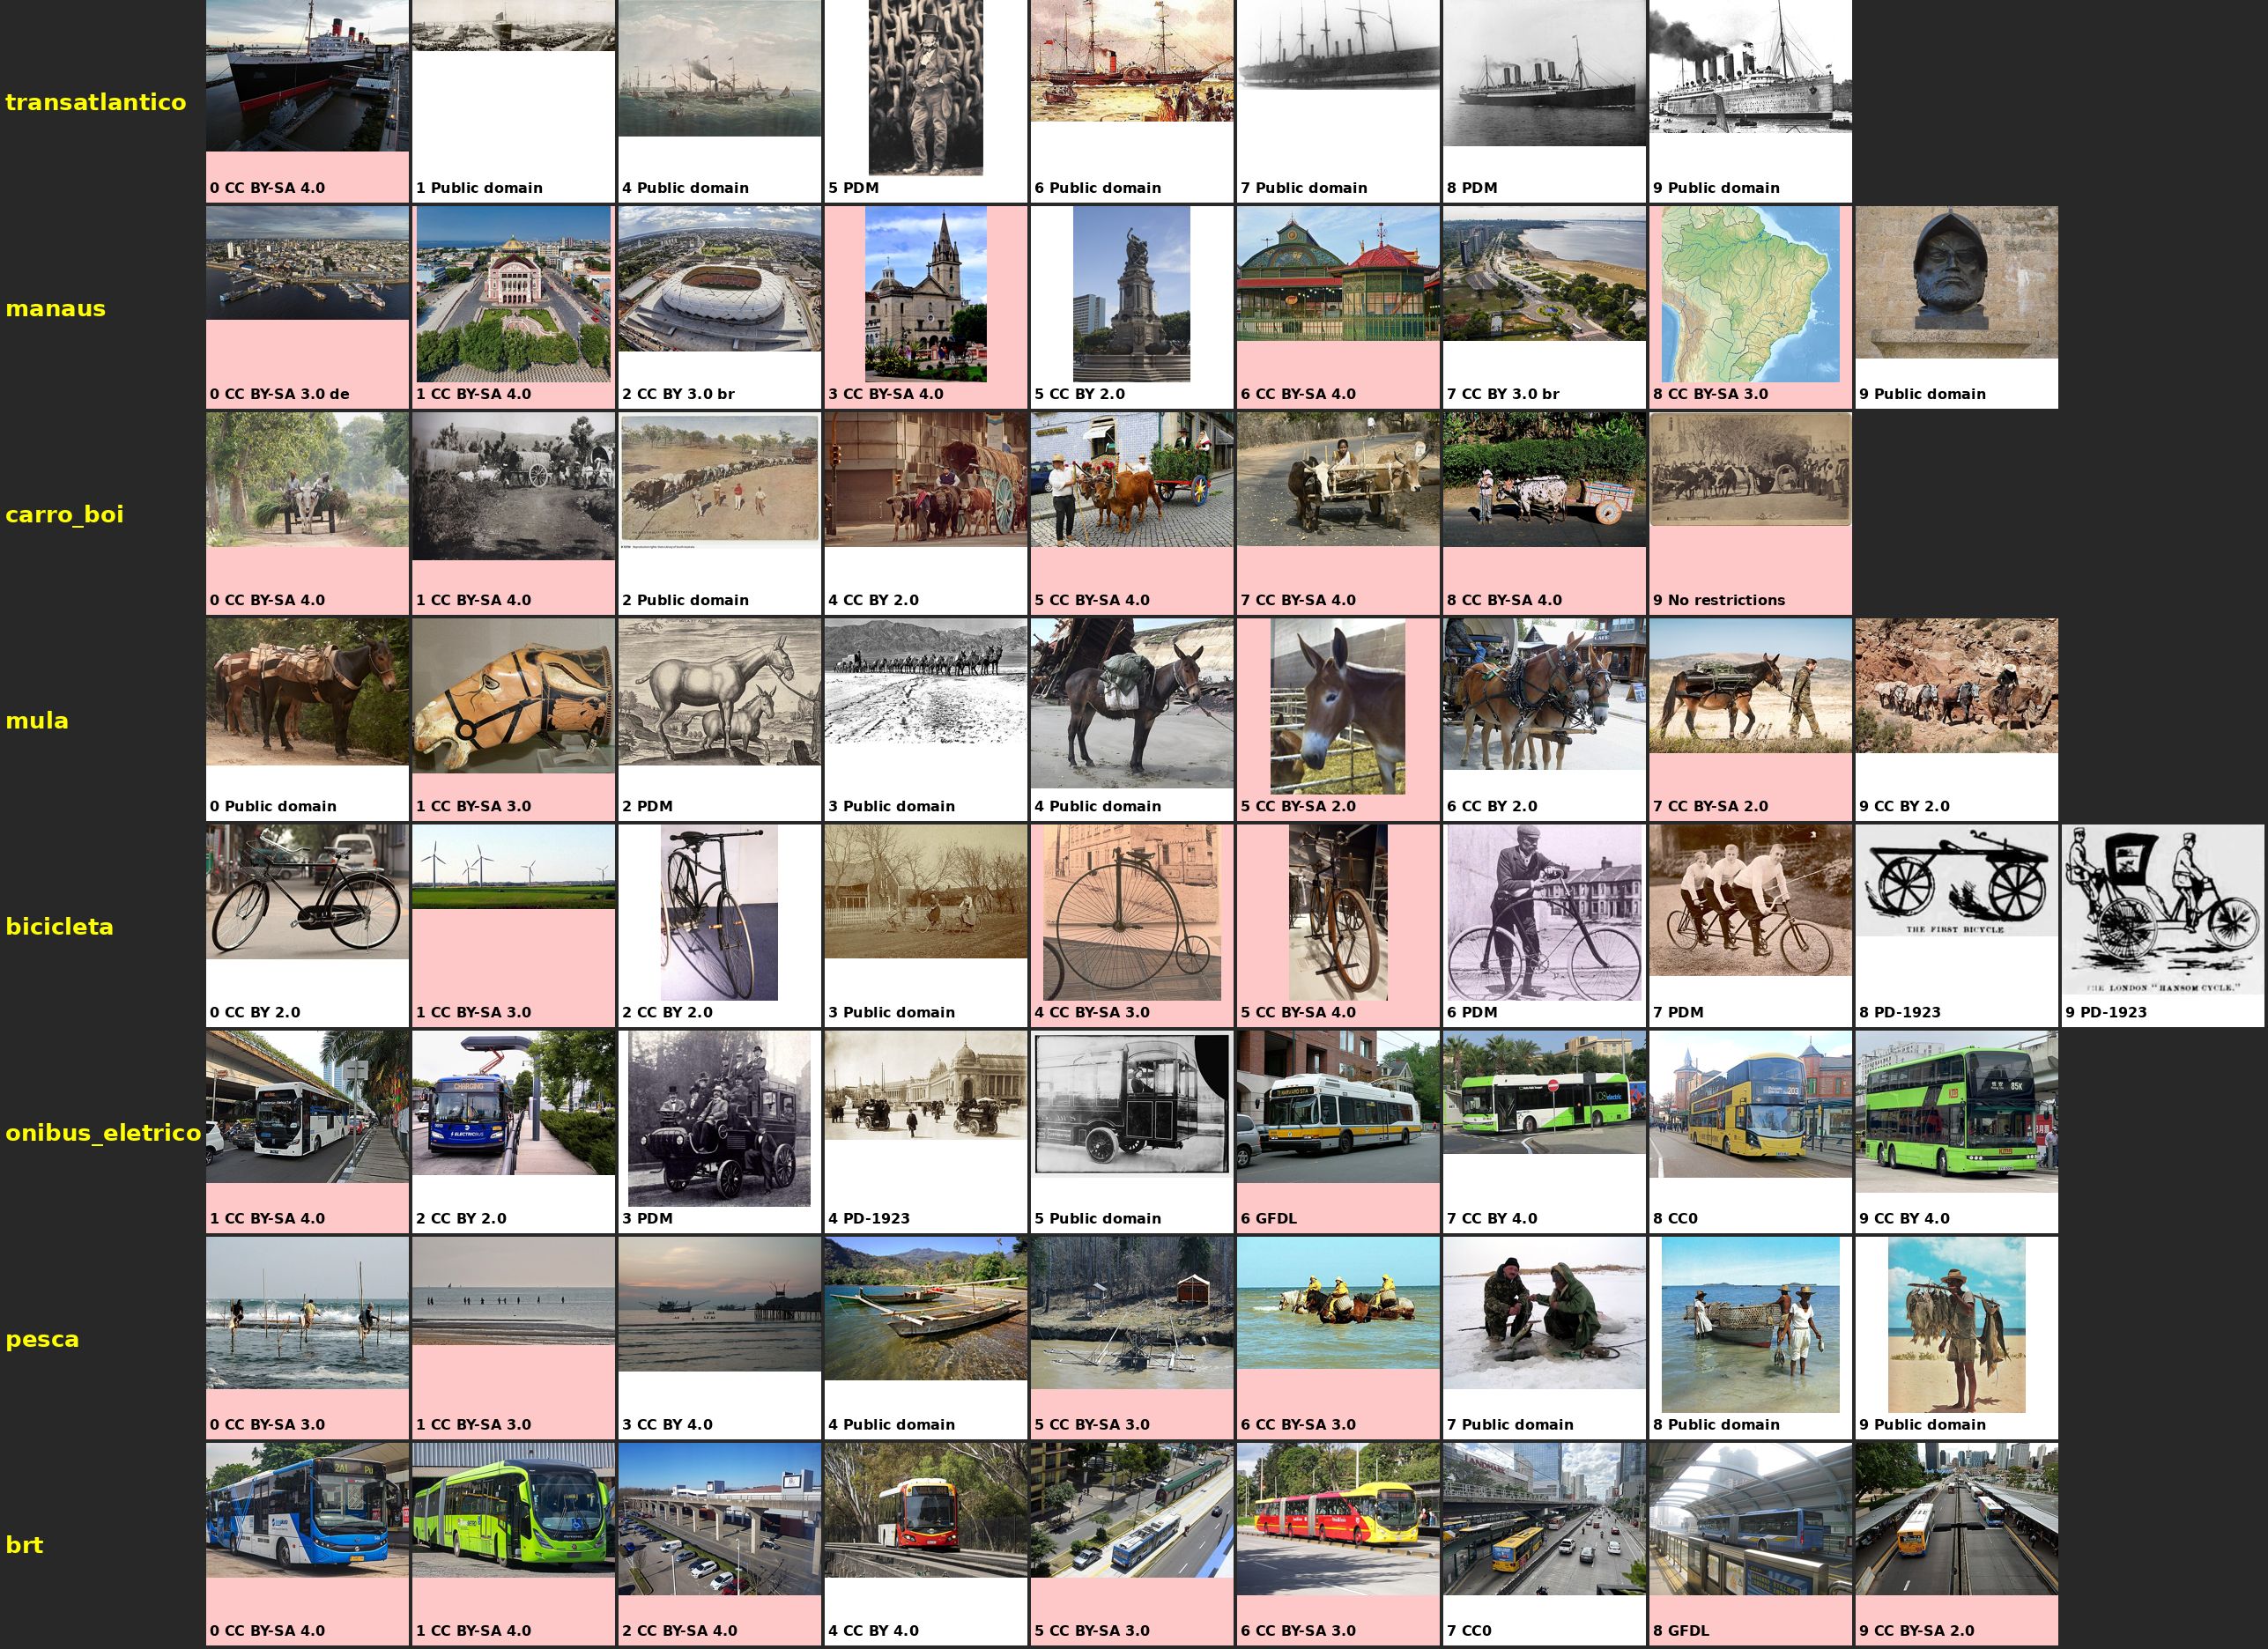 transatlantico
0 CC BY-SA 4.0
1 Public domain
4 Public domain
5 PDM
6 Public domain
7 Public domain
8 PDM
9 Public domain
manaus
0 CC BY-SA 3.0 de
1 CC BY-SA 4.0
2 CC BY 3.0 br
3 CC BY-SA 4.0
5 CC BY 2.0
6 CC BY-SA 4.0
7 CC BY 3.0 br
8 CC BY-SA 3.0
9 Public domain
carro_boi
0 CC BY-SA 4.0
1 CC BY-SA 4.0
2 Public domain
4 CC BY 2.0
5 CC BY-SA 4.0
7 CC BY-SA 4.0
8 CC BY-SA 4.0
9 No restrictions
mula
0 Public domain
1 CC BY-SA 3.0
2 PDM
3 Public domain
4 Public domain
5 CC BY-SA 2.0
6 CC BY 2.0
7 CC BY-SA 2.0
9 CC BY 2.0
bicicleta
THE FIRST BICYCLE
THE LONDON "HANSOM CYCLE."
0 CC BY 2.0
1 CC BY-SA 3.0
2 CC BY 2.0
3 Public domain
4 CC BY-SA 3.0
5 CC BY-SA 4.0
6 PDM
7 PDM
8 PD-1923
9 PD-1923
onibus_eletrico
CHARGING
85K
1 CC BY-SA 4.0
2 CC BY 2.0
3 PDM
4 PD-1923
5 Public domain
6 GFDL
7 CC BY 4.0
8 CC0
9 CC BY 4.0
pesca
0 CC BY-SA 3.0
1 CC BY-SA 3.0
3 CC BY 4.0
4 Public domain
5 CC BY-SA 3.0
6 CC BY-SA 3.0
7 Public domain
8 Public domain
9 Public domain
brt
0 CC BY-SA 4.0
1 CC BY-SA 4.0
2 CC BY-SA 4.0
4 CC BY 4.0
5 CC BY-SA 3.0
6 CC BY-SA 3.0
7 CC0
8 GFDL
9 CC BY-SA 2.0